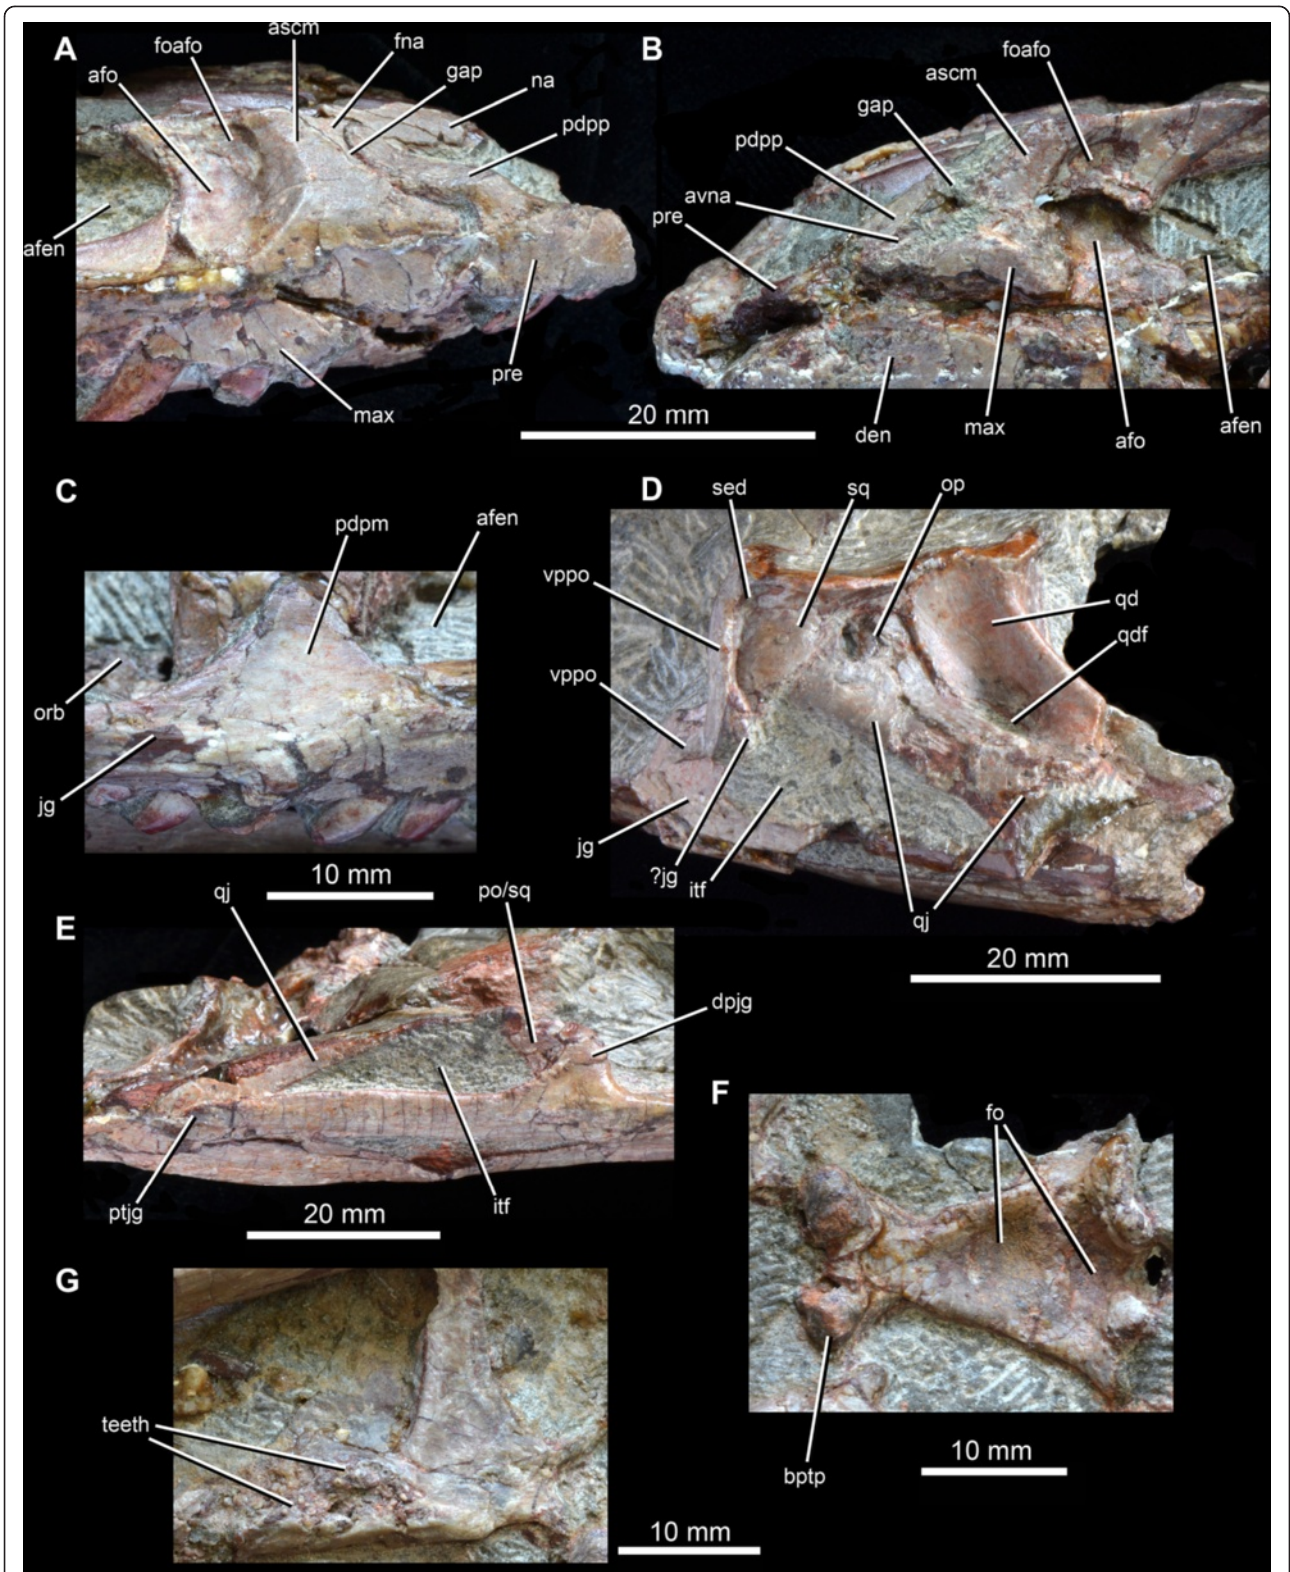 A
afo
foafo
ascm
fna
gap
na
pdpp
afen
pre
max
20 mm
B
foafo
ascm
gap
pdpp
avna
pre
den
max
afo
afen
C
pdpm
afen
orb
jg
10 mm
D
sed
sq
op
vppo
qd
qdf
vppo
jg
?jg
itf
qj
20 mm
E
qj
po/sq
dpjg
ptjg
itf
20 mm
F
fo
bptp
10 mm
G
teeth
10 mm